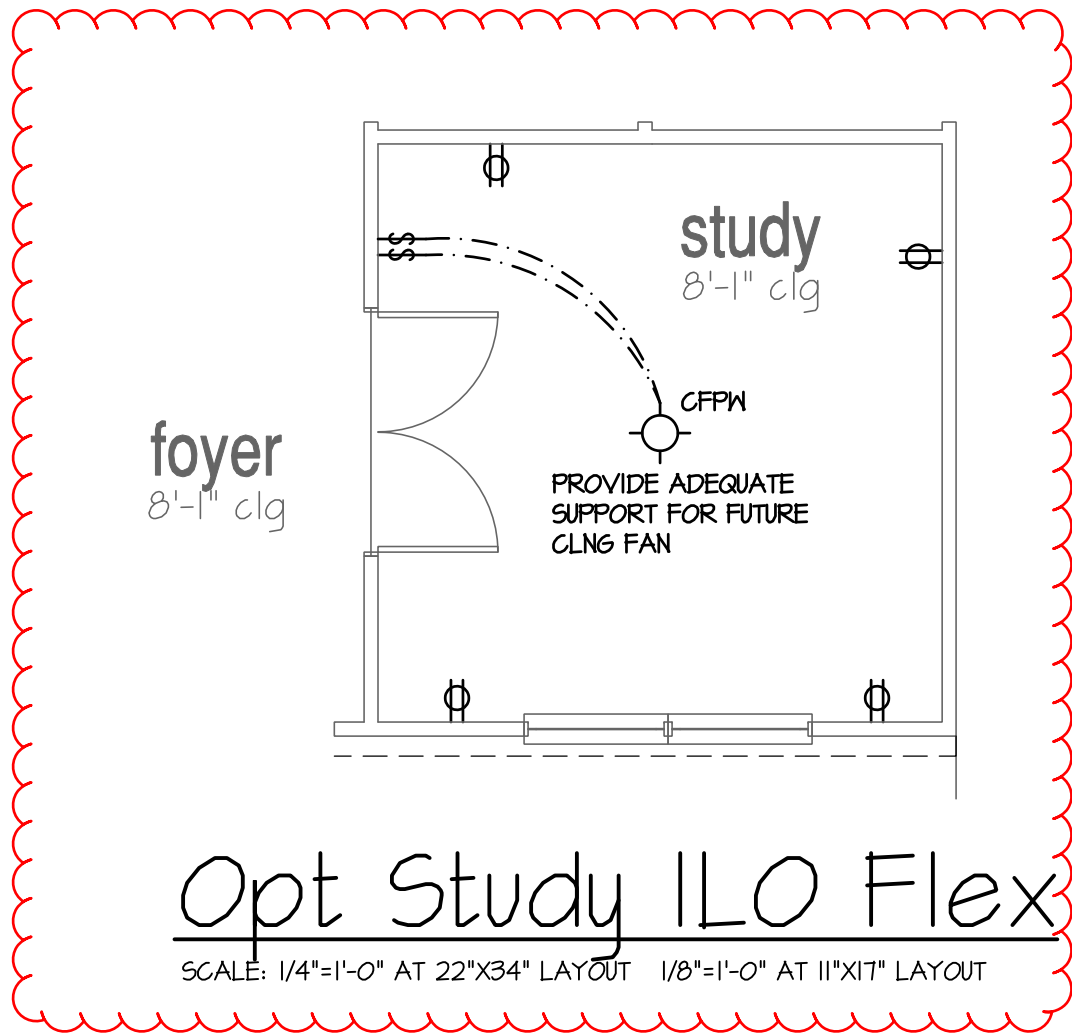 study
8'-1" clg
$
$
CFPW
foyer
8'-1" clg
PROVIDE ADEQUATE
SUPPORT FOR FUTURE
CLNG FAN
Opt Study ILO Flex
SCALE: 1/4"=1'-0" AT 22"X34" LAYOUT 1/8"=1'-0" AT 11"X17" LAYOUT